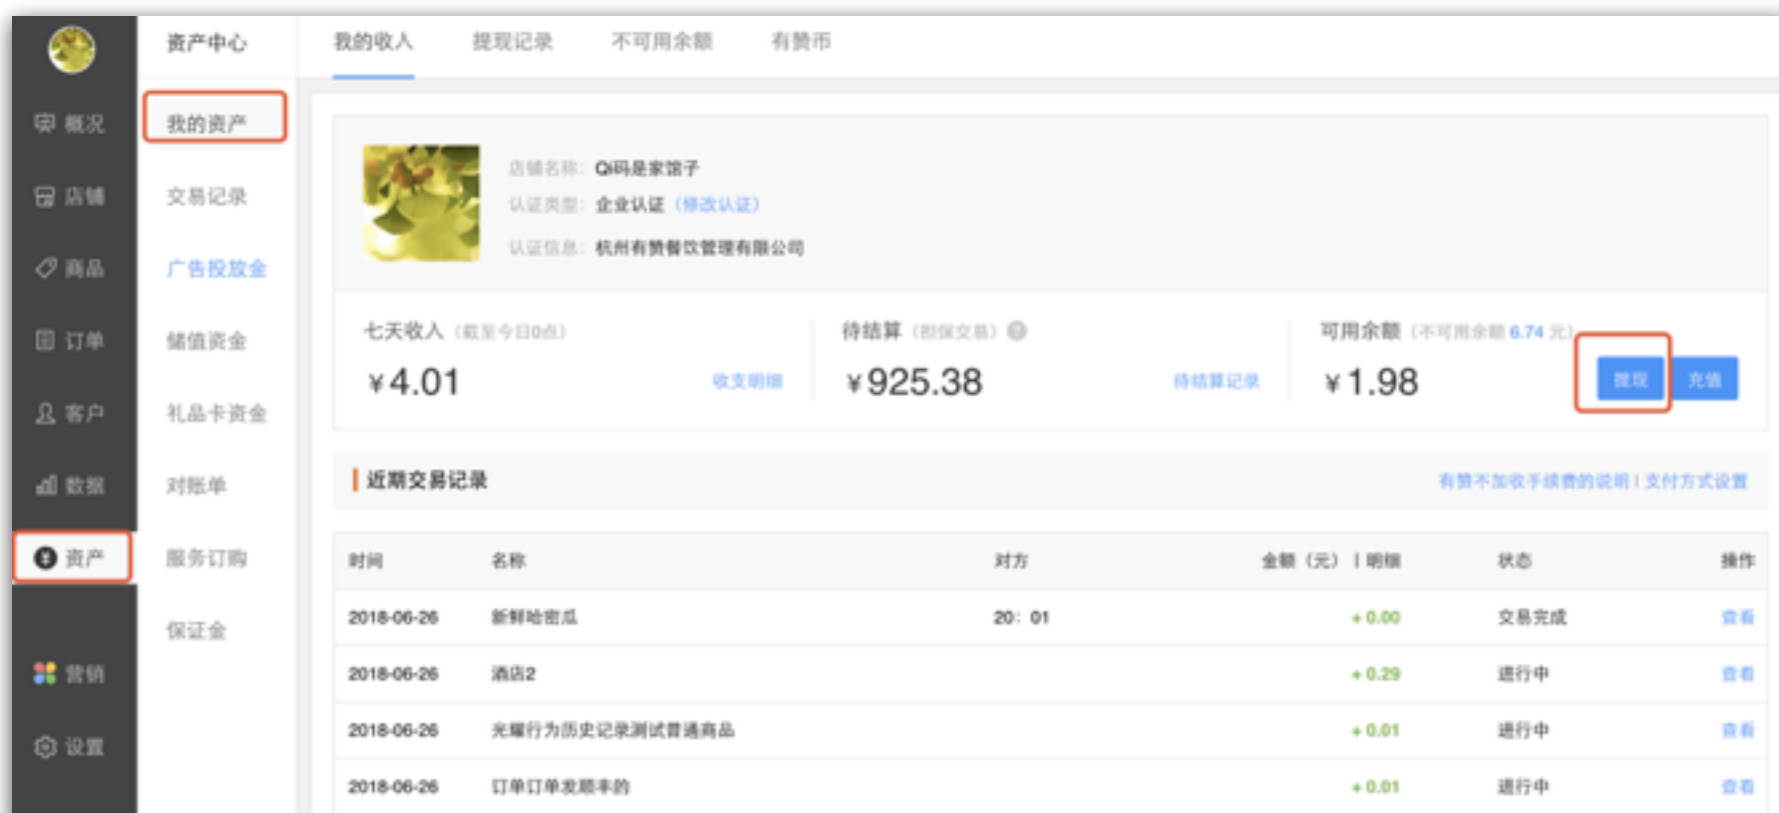 资产中心
我的收入 提现记录 不可用余额 有赞币
概况
店铺
商品
订单
客户
数据
资产
营销
设置
我的资产
交易记录
广告投放金
储值资金
礼品卡资金
对账单
服务订购
保证金
店铺名称： Qi码是家馆子
认证类型： 企业认证 （修改认证）
认证信息： 杭州有赞餐饮管理有限公司
七天收入（截至今日0点） 待结算（担保交易） ? 可用余额（不可用余额 6.74 元）
¥4.01 收支明细 ¥925.38 待结算记录 ¥1.98 提现 充值
近期交易记录 有赞不加收手续费的说明 | 支付方式设置
时间 名称 对方 金额（元）| 明细 状态 操作
2018-06-26 新鲜哈密瓜 20：01 + 0.00 交易完成 查看
2018-06-26 酒店2 + 0.29 进行中 查看
2018-06-26 光耀行为历史记录测试普通商品 + 0.01 进行中 查看
2018-06-26 订单订单发顺丰的 + 0.01 进行中 查看